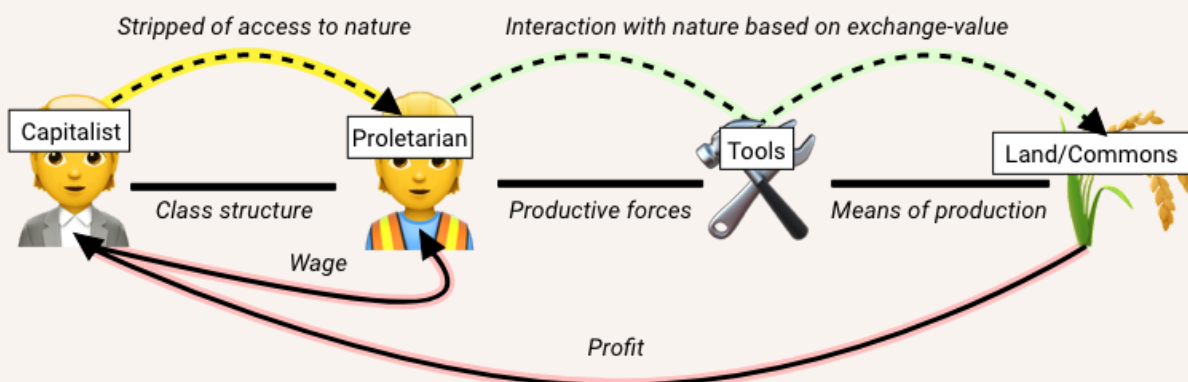 Stripped of access to nature
Interaction with nature based on exchange-value
Capitalist
Proletarian
Tools
Land/Commons
Class structure
Productive forces
Means of production
Wage
Profit